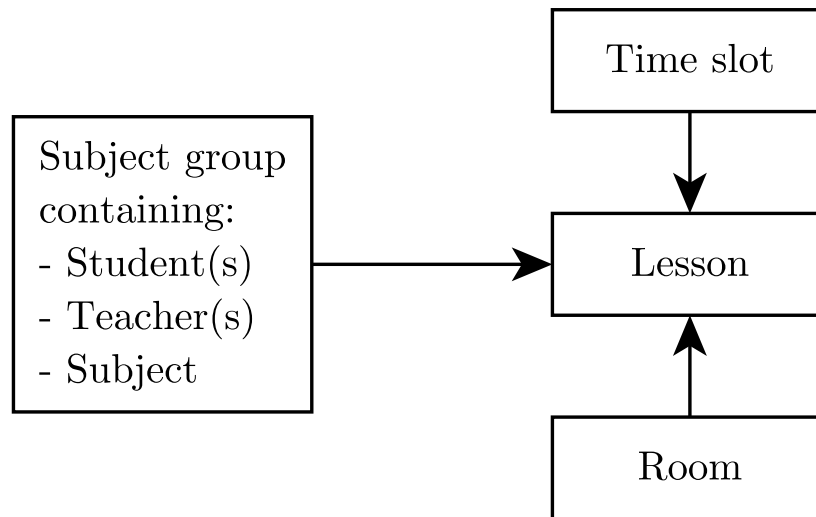 Time slot
Subject group
containing:
- Student(s)
- Teacher(s)
- Subject
Lesson
Room